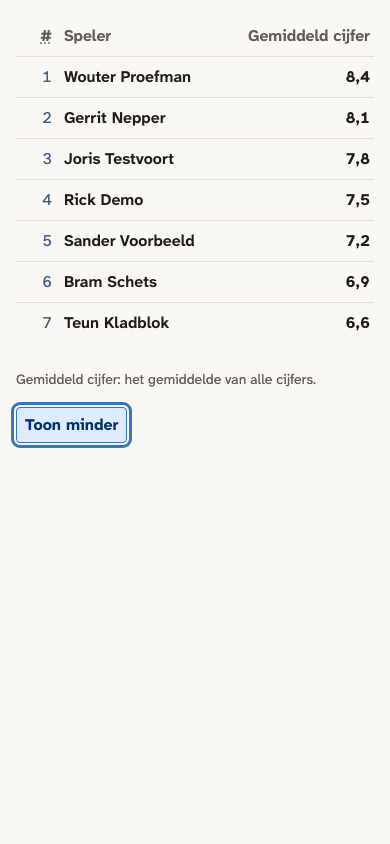 # Speler Gemiddeld cijfer
1 Wouter Proefman 8,4
2 Gerrit Nepper 8,1
3 Joris Testvoort 7,8
4 Rick Demo 7,5
5 Sander Voorbeeld 7,2
6 Bram Schets 6,9
7 Teun Kladblok 6,6
Gemiddeld cijfer: het gemiddelde van alle cijfers.
Toon minder